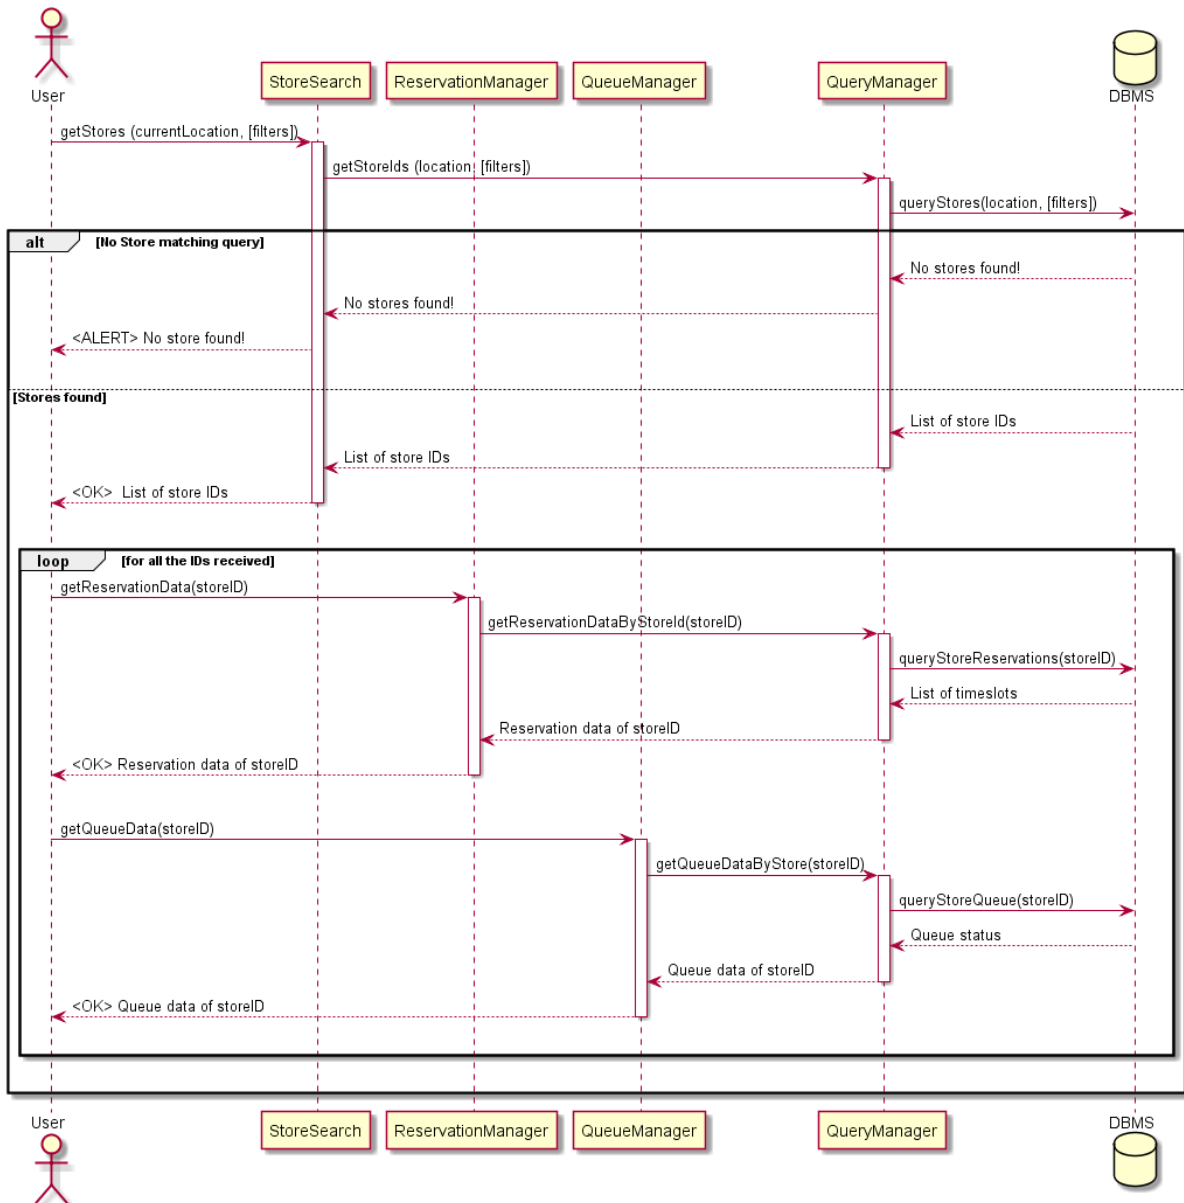 User
StoreSearch
ReservationManager
QueueManager
QueryManager
DBMS
getStores (currentLocation, [filters])
getStoreIds (location, [filters])
queryStores(location, [filters])
alt
[No Store matching query]
No stores found!
No stores found!
<ALERT> No store found!
[Stores found]
List of store IDs
List of store IDs
<OK>  List of store IDs
loop
[for all the IDs received]
getReservationData(storeID)
getReservationDataByStoreId(storeID)
queryStoreReservations(storeID)
List of timeslots
Reservation data of storeID
<OK> Reservation data of storeID
getQueueData(storeID)
getQueueDataByStore(storeID)
queryStoreQueue(storeID)
Queue status
Queue data of storeID
<OK> Queue data of storeID
User
StoreSearch
ReservationManager
QueueManager
QueryManager
DBMS